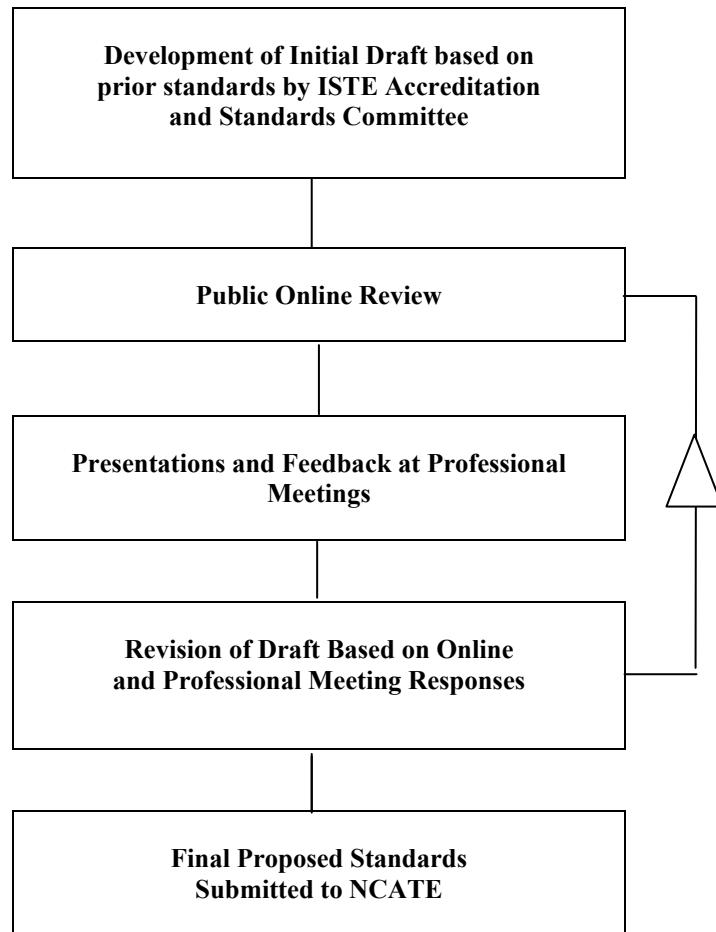 Development of Initial Draft based on
prior standards by ISTE Accreditation
and Standards Committee
Public Online Review
Presentations and Feedback at Professional
Meetings
Revision of Draft Based on Online
and Professional Meeting Responses
Final Proposed Standards
Submitted to NCATE